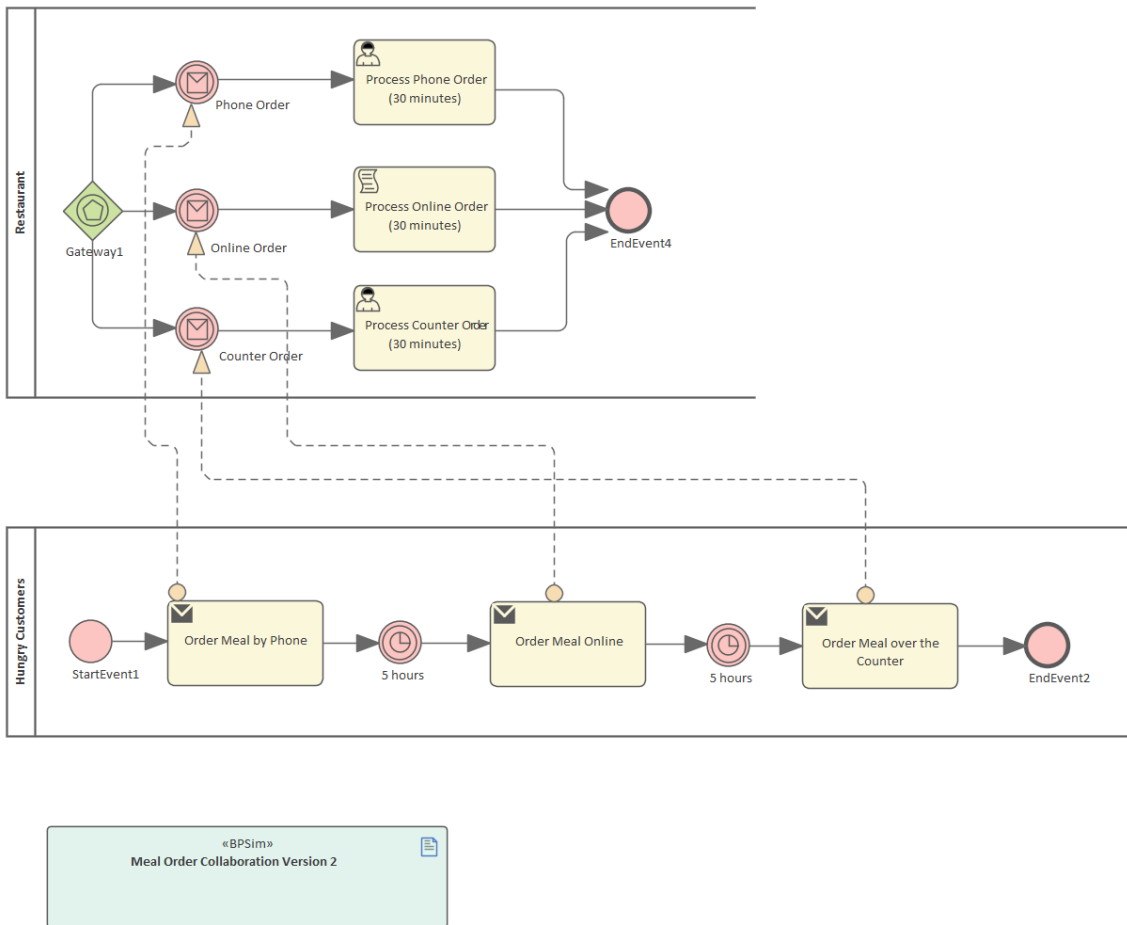 Restaurant
Phone Order
Process Phone Order
(30 minutes)
Gateway1
Online Order
Process Online Order
(30 minutes)
EndEvent4
Counter Order
Process Counter Order
(30 minutes)
Hungry Customers
StartEvent1
Order Meal by Phone
5 hours
Order Meal Online
5 hours
Order Meal over the
Counter
EndEvent2
«BPSim»
Meal Order Collaboration Version 2